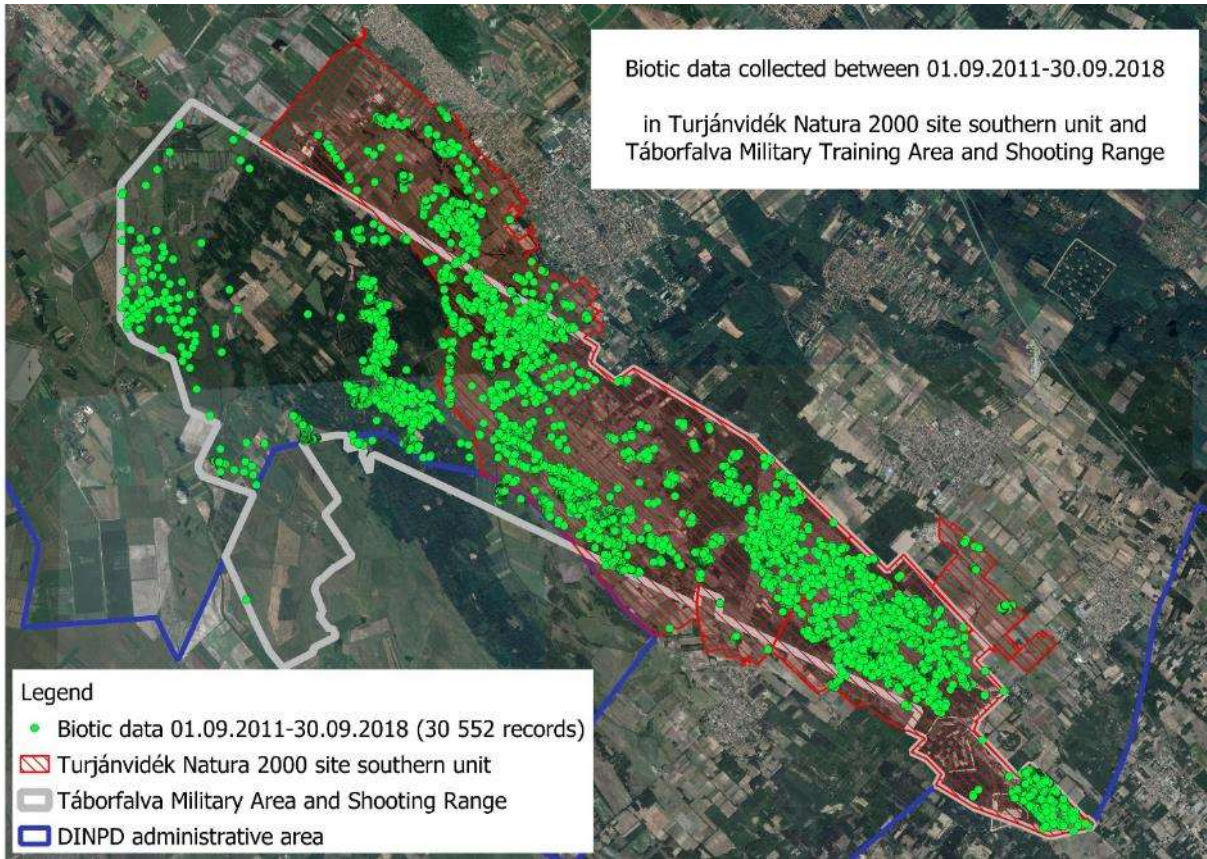 Biotic data collected between 01.09.2011-30.09.2018
in Turjánvidék Natura 2000 site southern unit and
Táborfalva Military Training Area and Shooting Range
Legend
Biotic data 01.09.2011-30.09.2018 (30 552 records)
Turjánvidék Natura 2000 site southern unit
Táborfalva Military Area and Shooting Range
DINPD administrative area